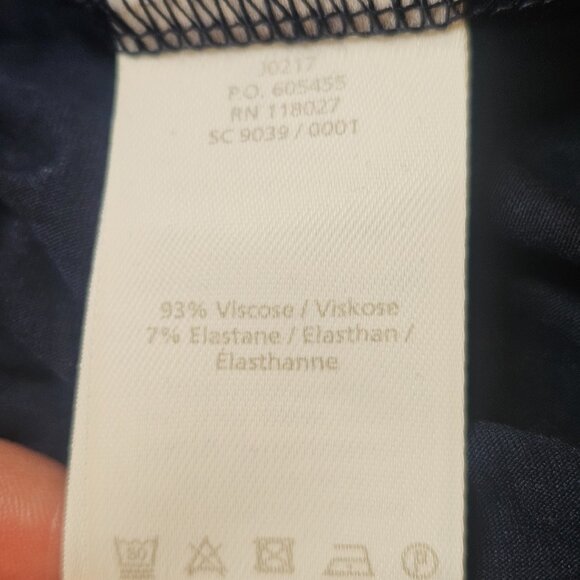 J0217
P.O. 605455
RN 118027
SC 9039 / 0001
93% Viscose / Viskose
7% Elastane / Elasthan /
Élasthanne